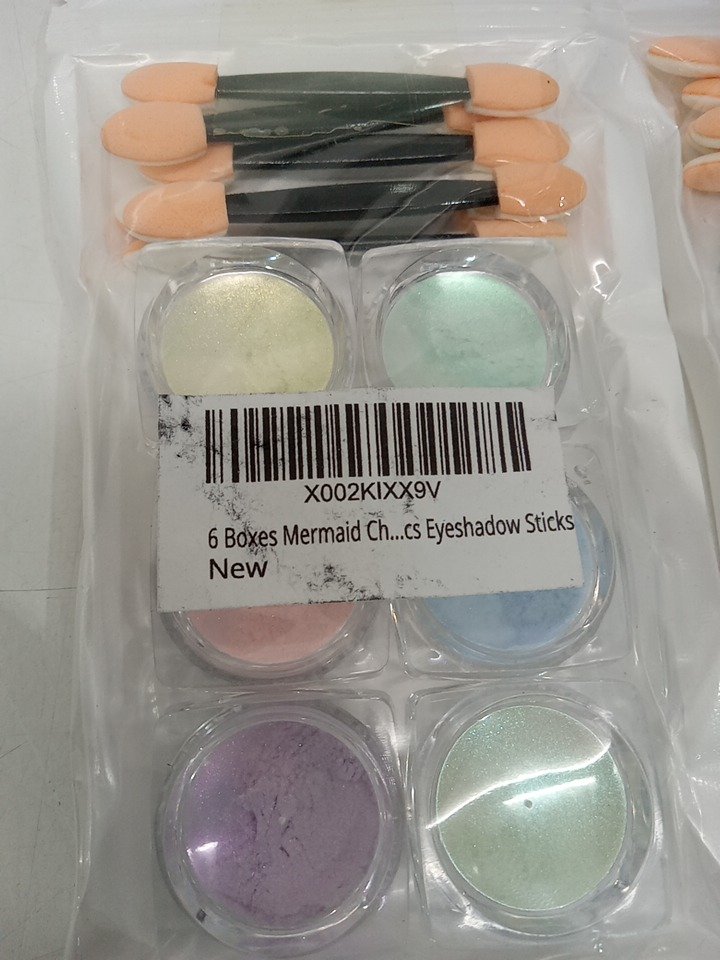 X002KIXX9V
6 Boxes Mermaid Ch...cs Eyeshadow Sticks
New